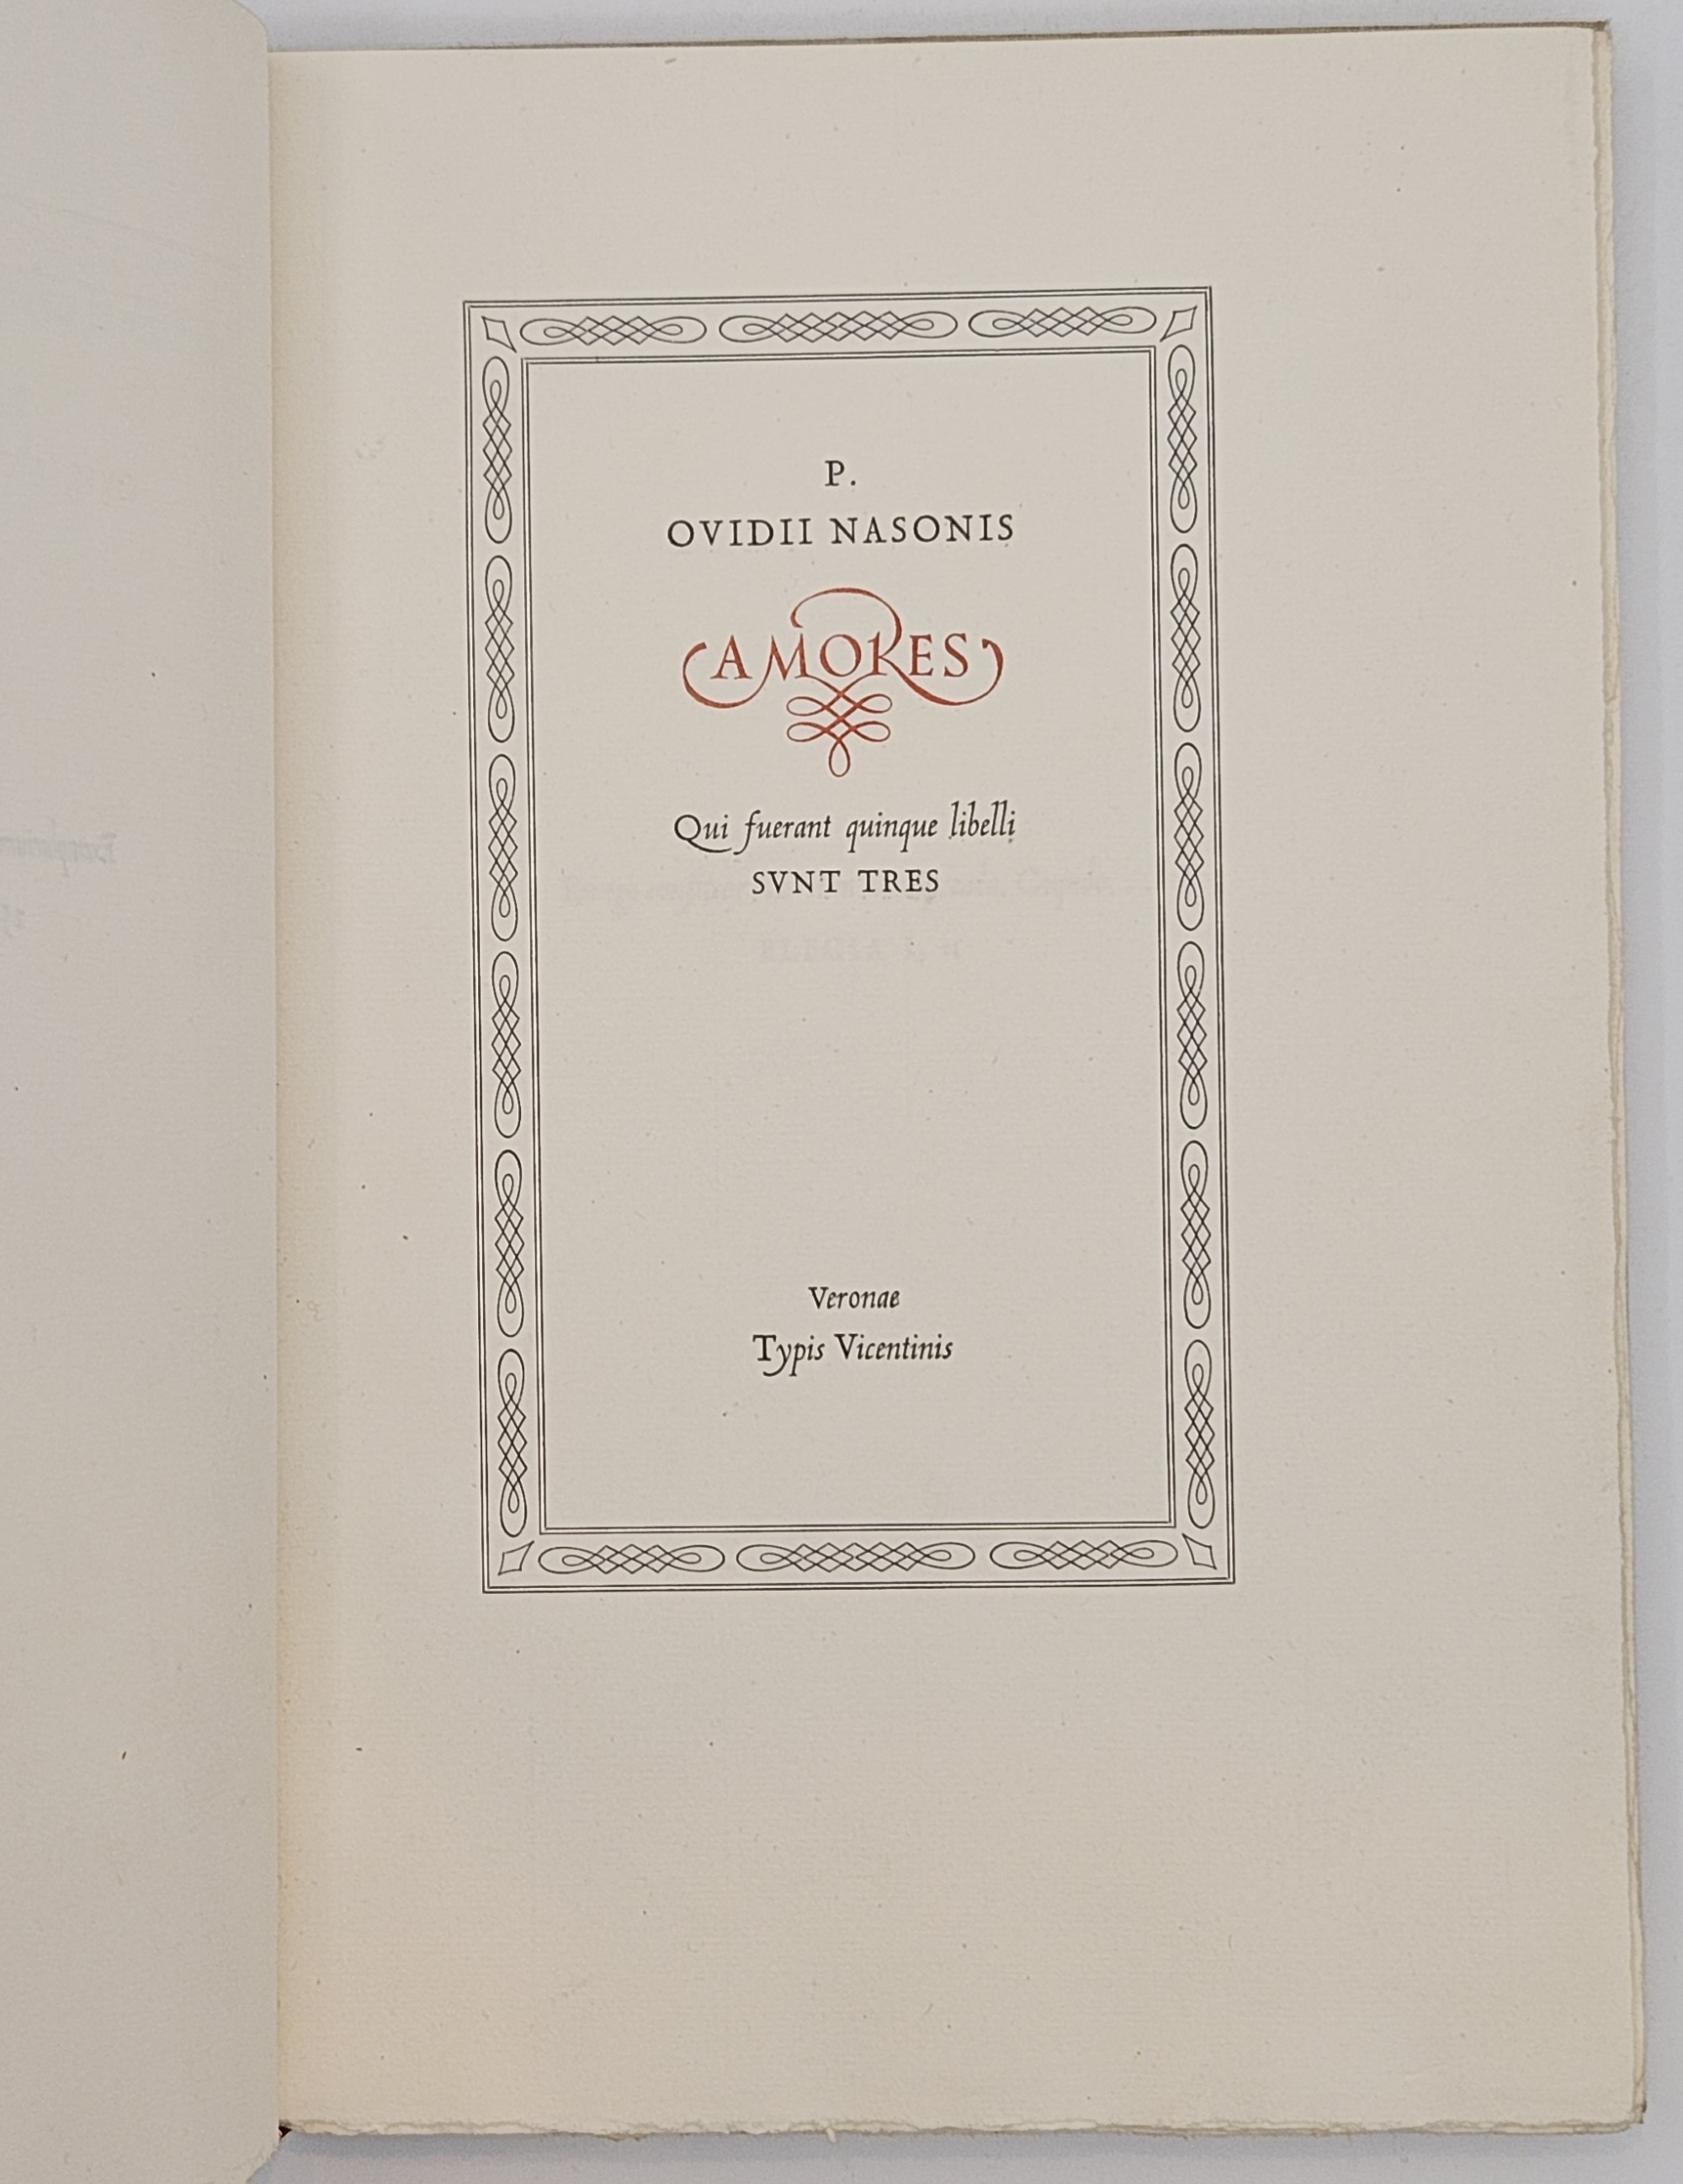 P.
OVIDII NASONIS
AMORES
Qui fuerant quinque libelli
SVNT TRES
Veronae
Typis Vicentinis